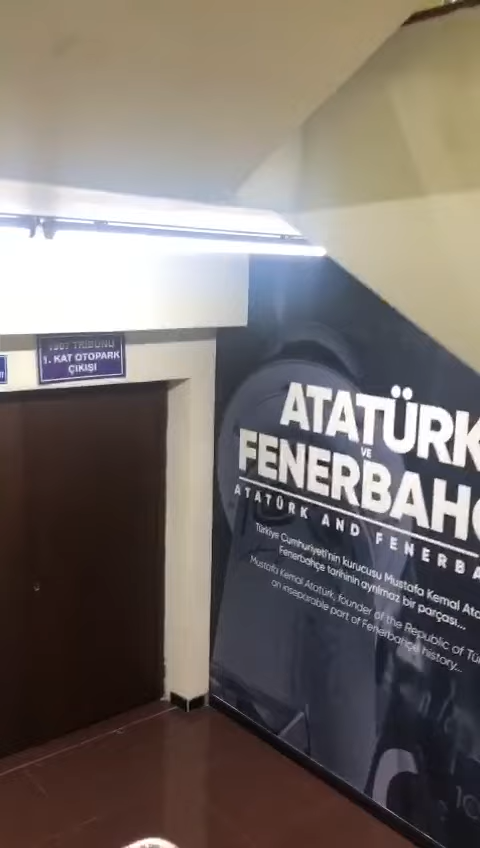 1907 TRİBÜNÜ
1. KAT OTOPARK
ÇIKIŞI
ATATÜRK
VE
FENERBAHÇ
ATATÜRK AND FENERBA
Türkiye Cumhuriyeti'nin kurucusu Mustafa Kemal Ata
Fenerbahçe tarihinin ayrılmaz bir parçası...
Mustafa Kemal Atatürk, founder of the Republic of Tür
an inseparable part of Fenerbahçe history...